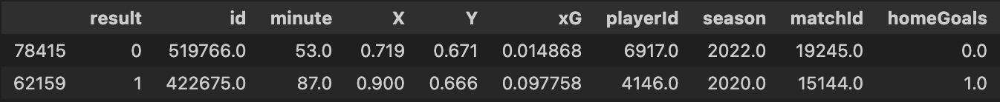 result id minute X Y xG playerId season matchId homeGoals
78415 0 519766.0 53.0 0.719 0.671 0.014868 6917.0 2022.0 19245.0 0.0
62159 1 422675.0 87.0 0.900 0.666 0.097758 4146.0 2020.0 15144.0 1.0